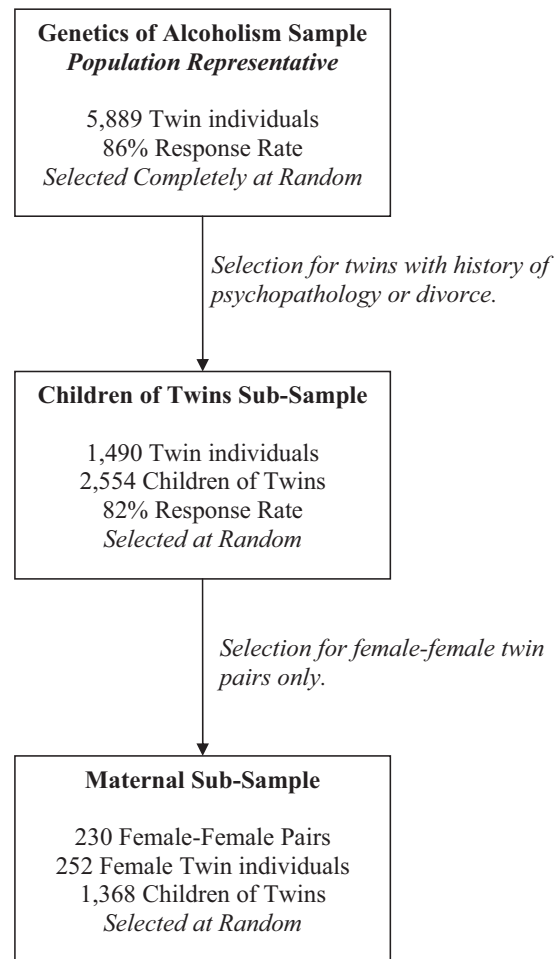 Genetics of Alcoholism Sample
Population Representative
5,889 Twin individuals
86% Response Rate
Selected Completely at Random
Selection for twins with history of
psychopathology or divorce.
Children of Twins Sub-Sample
1,490 Twin individuals
2,554 Children of Twins
82% Response Rate
Selected at Random
Selection for female-female twin
pairs only.
Maternal Sub-Sample
230 Female-Female Pairs
252 Female Twin individuals
1,368 Children of Twins
Selected at Random